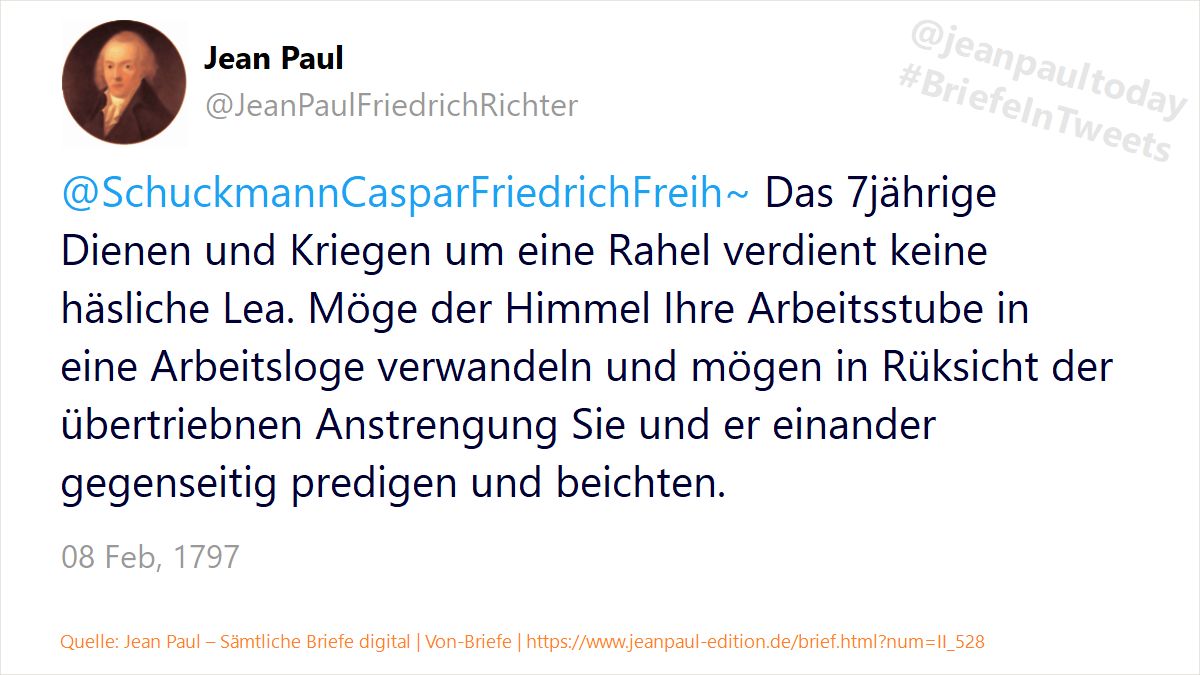 Jean Paul
@JeanPaulFriedrichRichter
@jeanpaultoday
#BriefeInTweets
@SchuckmannCasparFriedrichFreih~ Das 7jährige
Dienen und Kriegen um eine Rahel verdient keine
häsliche Lea. Möge der Himmel Ihre Arbeitsstube in
eine Arbeitsloge verwandeln und mögen in Rüksicht der
übertriebnen Anstrengung Sie und er einander
gegenseitig predigen und beichten.
08 Feb, 1797
Quelle: Jean Paul – Sämtliche Briefe digital | Von-Briefe | https://www.jeanpaul-edition.de/brief.html?num=II_528